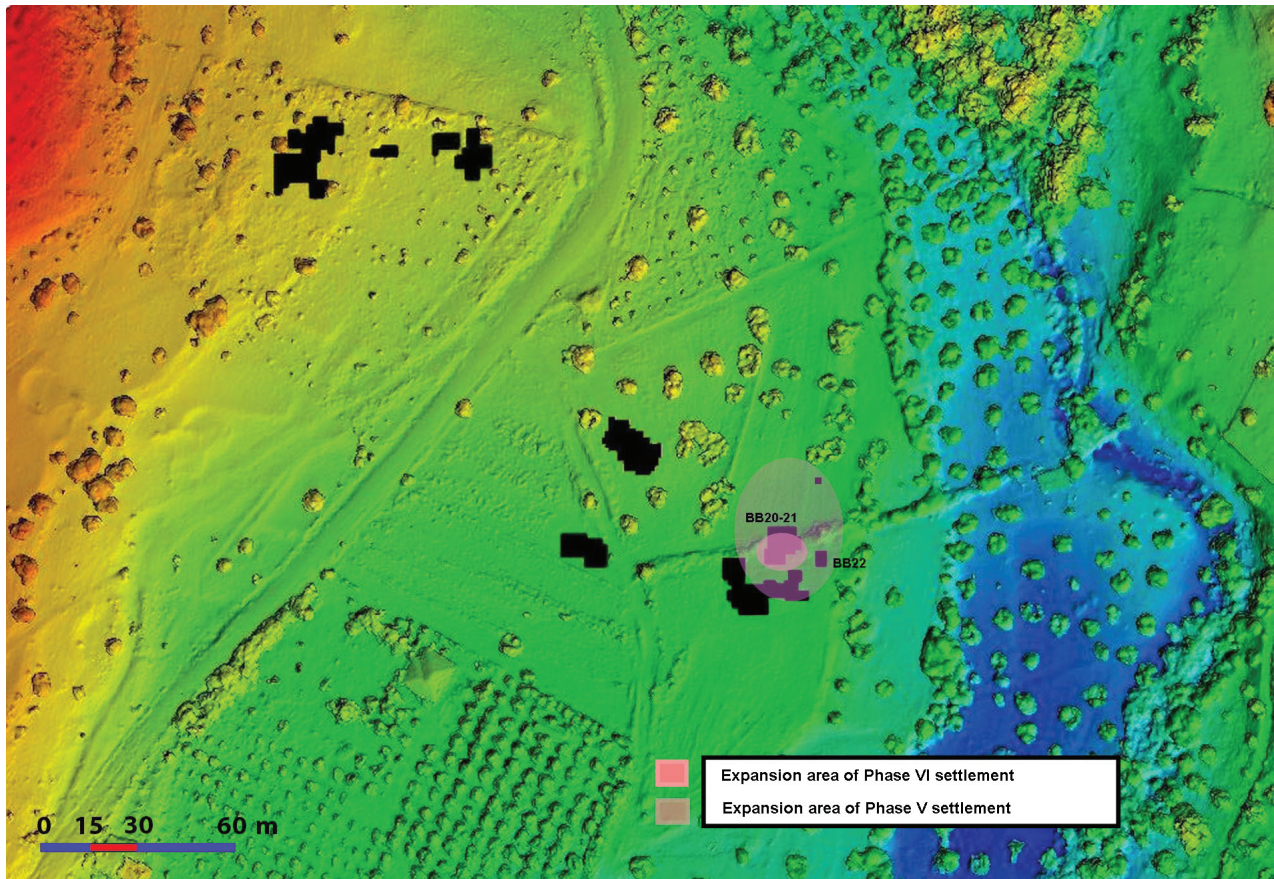 BB20-21
BB22
Expansion area of Phase VI settlement
Expansion area of Phase V settlement
0 15 30 60 m